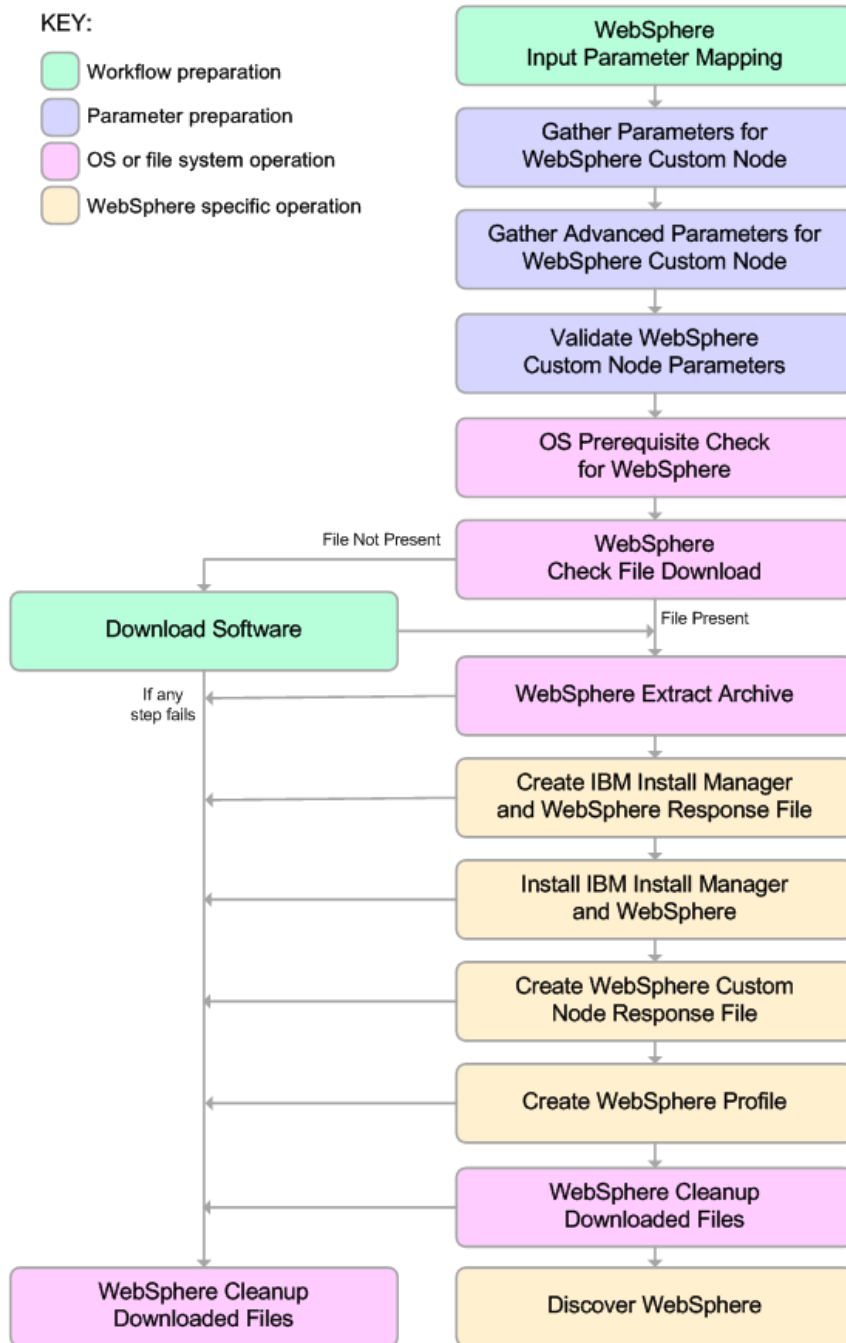 KEY:
Workflow preparation
Parameter preparation
OS or file system operation
WebSphere specific operation
WebSphere
Input Parameter Mapping
Gather Parameters for
WebSphere Custom Node
Gather Advanced Parameters for
WebSphere Custom Node
Validate WebSphere
Custom Node Parameters
OS Prerequisite Check
for WebSphere
File Not Present
WebSphere
Check File Download
Download Software
File Present
If any
step fails
WebSphere Extract Archive
Create IBM Install Manager
and WebSphere Response File
Install IBM Install Manager
and WebSphere
Create WebSphere Custom
Node Response File
Create WebSphere Profile
WebSphere Cleanup
Downloaded Files
WebSphere Cleanup
Downloaded Files
Discover WebSphere